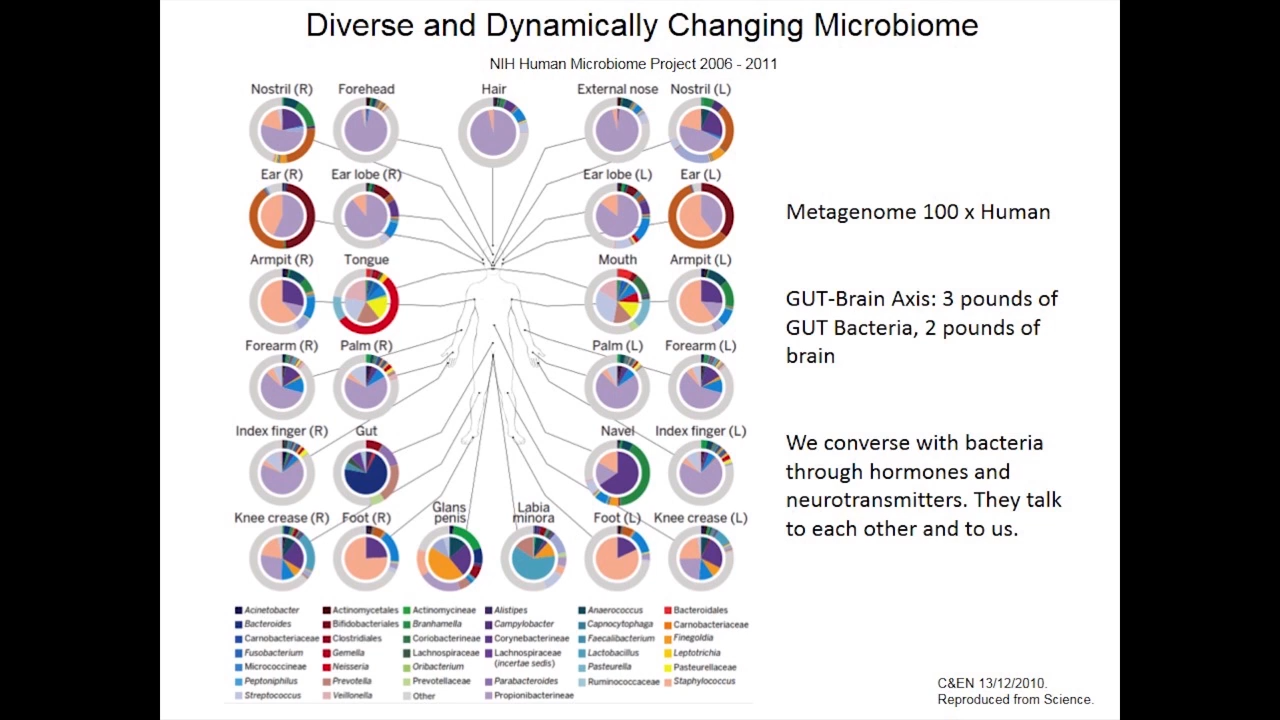 Diverse and Dynamically Changing Microbiome
NIH Human Microbiome Project 2006 - 2011
Nostril (R)
Forehead
Hair
External nose
Nostril (L)
Ear (R)
Ear lobe (R)
Ear lobe (L)
Ear (L)
Armpit (R)
Tongue
Mouth
Armpit (L)
Forearm (R)
Palm (R)
Palm (L)
Forearm (L)
Index finger (R)
Gut
Navel
Index finger (L)
Knee crease (R)
Foot (R)
Glans
penis
Labia
minora
Foot (L)
Knee crease (L)
Metagenome 100 x Human
GUT-Brain Axis: 3 pounds of
GUT Bacteria, 2 pounds of
brain
We converse with bacteria
through hormones and
neurotransmitters. They talk
to each other and to us.
Acinetobacter
Actinomycetales
Actinomycineae
Alistipes
Anaerococcus
Bacteroidales
Bacteroides
Bifidobacteriales
Branhamella
Campylobacter
Capnocytophaga
Carnobacteriaceae
Carnobacteriaceae
Clostridiales
Coriobacterineae
Corynebacterineae
Faecalibacterium
Finegoldia
Fusobacterium
Gemella
Lachnospiraceae
Lachnospiraceae
(incertae sedis)
Lactobacillus
Leptotrichia
Micrococcineae
Neisseria
Oribacterium
Pasteurella
Pasteurellaceae
Peptoniphilus
Prevotella
Prevotellaceae
Parabacteroides
Ruminococcaceae
Staphylococcus
Streptococcus
Veillonella
Other
Propionibacterineae
C&EN 13/12/2010.
Reproduced from Science.